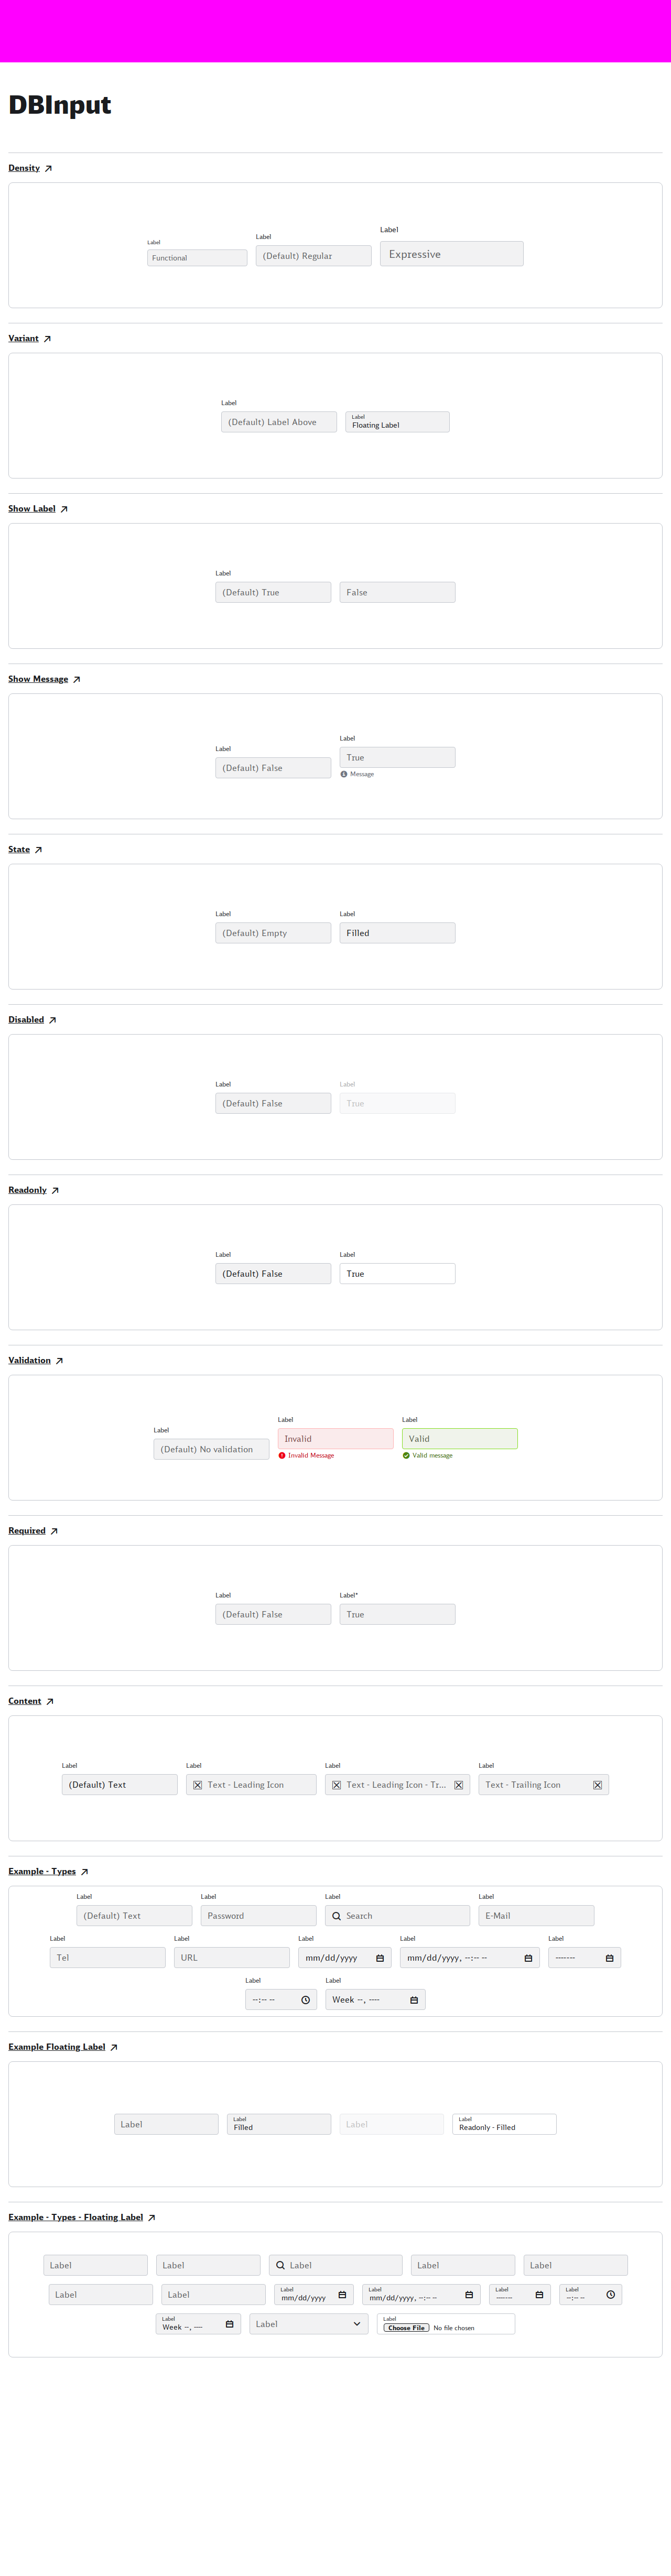 DBInput
Density
Label
Label
Label
Functional
(Default) Regular
Expressive
Variant
Label
(Default) Label Above
Label
Floating Label
Show Label
Label
(Default) True
False
Show Message
Label
Label
(Default) False
True
Message
State
Label
Label
(Default) Empty
Filled
Disabled
Label
Label
(Default) False
True
Readonly
Label
Label
(Default) False
True
Validation
Label
Label
Label
(Default) No validation
Invalid
Valid
Invalid Message
Valid message
Required
Label
Label*
(Default) False
True
Content
Label
Label
Label
Label
(Default) Text
Text - Leading Icon
Text - Leading Icon - Tr...
Text - Trailing Icon
Example - Types
Label
Label
Label
Label
(Default) Text
Password
Search
E-Mail
Label
Label
Label
Label
Label
Tel
URL
mm/dd/yyyy
mm/dd/yyyy, --:-- --
-------
Label
Label
--:-- --
Week --, ----
Example Floating Label
Label
Label
Filled
Label
Label
Readonly - Filled
Example - Types - Floating Label
Label
Label
Label
Label
Label
Label
Label
Label
mm/dd/yyyy
Label
mm/dd/yyyy, --:-- --
Label
-------
Label
--:-- --
Label
Week --, ----
Label
Label
Choose File No file chosen